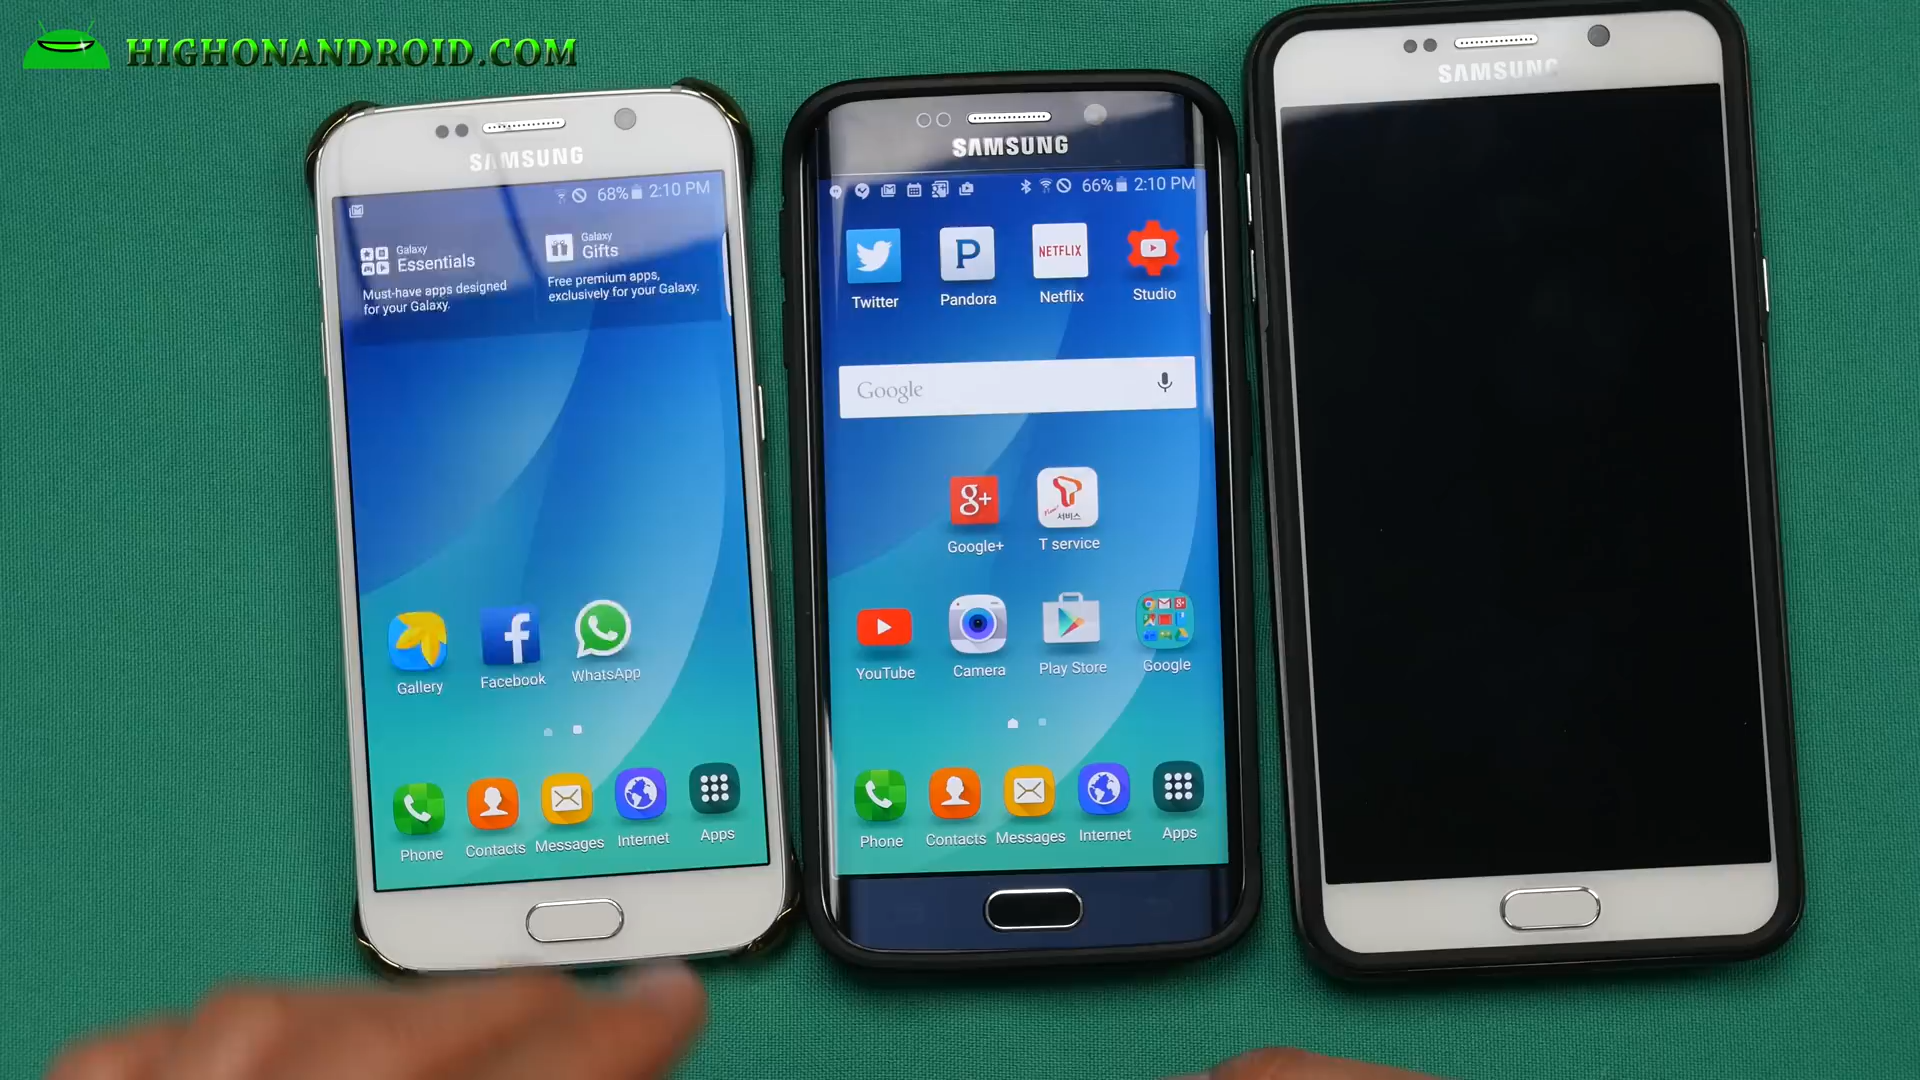 HIGHONANDROID.COM
SAMSUNG
68% 2:10 PM
Galaxy
Essentials
Must-have apps designed
for your Galaxy.
Galaxy
Gifts
Free premium apps,
exclusively for your Galaxy.
Gallery
Facebook
WhatsApp
Phone
Contacts
Messages
Internet
Apps
SAMSUNG
66% 2:10 PM
P
NETFLIX
Twitter
Pandora
Netflix
Studio
Google
g+
서비스
Google+
T service
YouTube
Camera
Play Store
Google
Phone
Contacts
Messages
Internet
Apps
SAMSUNG